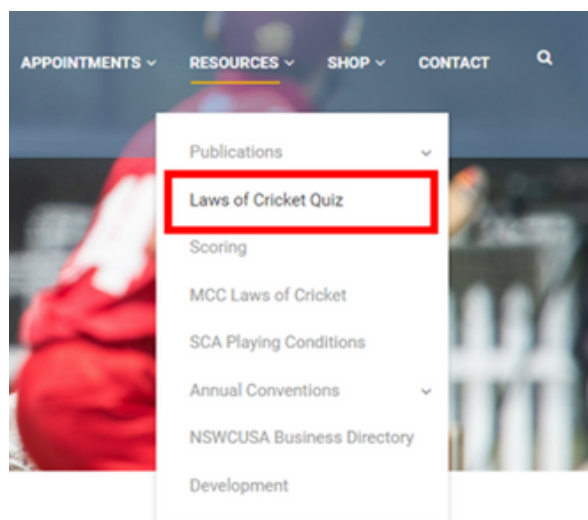 APPOINTMENTS RESOURCES SHOP CONTACT
Publications
Laws of Cricket Quiz
Scoring
MCC Laws of Cricket
SCA Playing Conditions
Annual Conventions
NSWCUSA Business Directory
Development